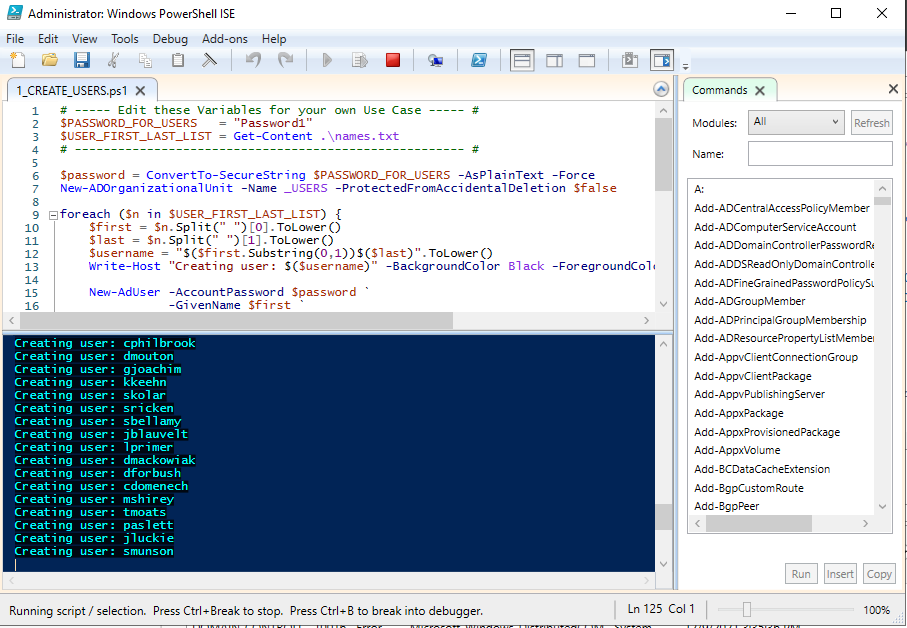 Administrator: Windows PowerShell ISE
File Edit View Tools Debug Add-ons Help
1_CREATE_USERS.ps1
1 # ----- Edit these Variables for your own Use Case ----- #
2 $PASSWORD_FOR_USERS = "Password1"
3 $USER_FIRST_LAST_LIST = Get-Content .\names.txt
4 # ------------------------------------------------------ #
5
6 $password = ConvertTo-SecureString $PASSWORD_FOR_USERS -AsPlainText -Force
7 New-ADOrganizationalUnit -Name _USERS -ProtectedFromAccidentalDeletion $false
8
9 foreach ($n in $USER_FIRST_LAST_LIST) {
10 $first = $n.Split(" ")[0].ToLower()
11 $last = $n.Split(" ")[1].ToLower()
12 $username = "$($first.Substring(0,1))$($last)".ToLower()
13 Write-Host "Creating user: $($username)" -BackgroundColor Black -ForegroundColo
14
15 New-AdUser -AccountPassword $password `
16 -GivenName $first `
Creating user: cphilbrook
Creating user: dmouton
Creating user: gjoachim
Creating user: kkeehn
Creating user: skolar
Creating user: sricken
Creating user: sbellamy
Creating user: jblauvelt
Creating user: lprimer
Creating user: dmackowiak
Creating user: dforbush
Creating user: cdomenech
Creating user: mshirey
Creating user: tmoats
Creating user: paslett
Creating user: jluckie
Creating user: smunson
Commands
Modules: All Refresh
Name:
A:
Add-ADCentralAccessPolicyMember
Add-ADComputerServiceAccount
Add-ADDomainControllerPasswordRe
Add-ADDSReadOnlyDomainControlle
Add-ADFineGrainedPasswordPolicySu
Add-ADGroupMember
Add-ADPrincipalGroupMembership
Add-ADResourcePropertyListMember
Add-AppvClientConnectionGroup
Add-AppvClientPackage
Add-AppvPublishingServer
Add-AppxPackage
Add-AppxProvisionedPackage
Add-AppxVolume
Add-BCDataCacheExtension
Add-BgpCustomRoute
Add-BgpPeer
Run Insert Copy
Running script / selection. Press Ctrl+Break to stop. Press Ctrl+B to break into debugger. Ln 125 Col 1 100%